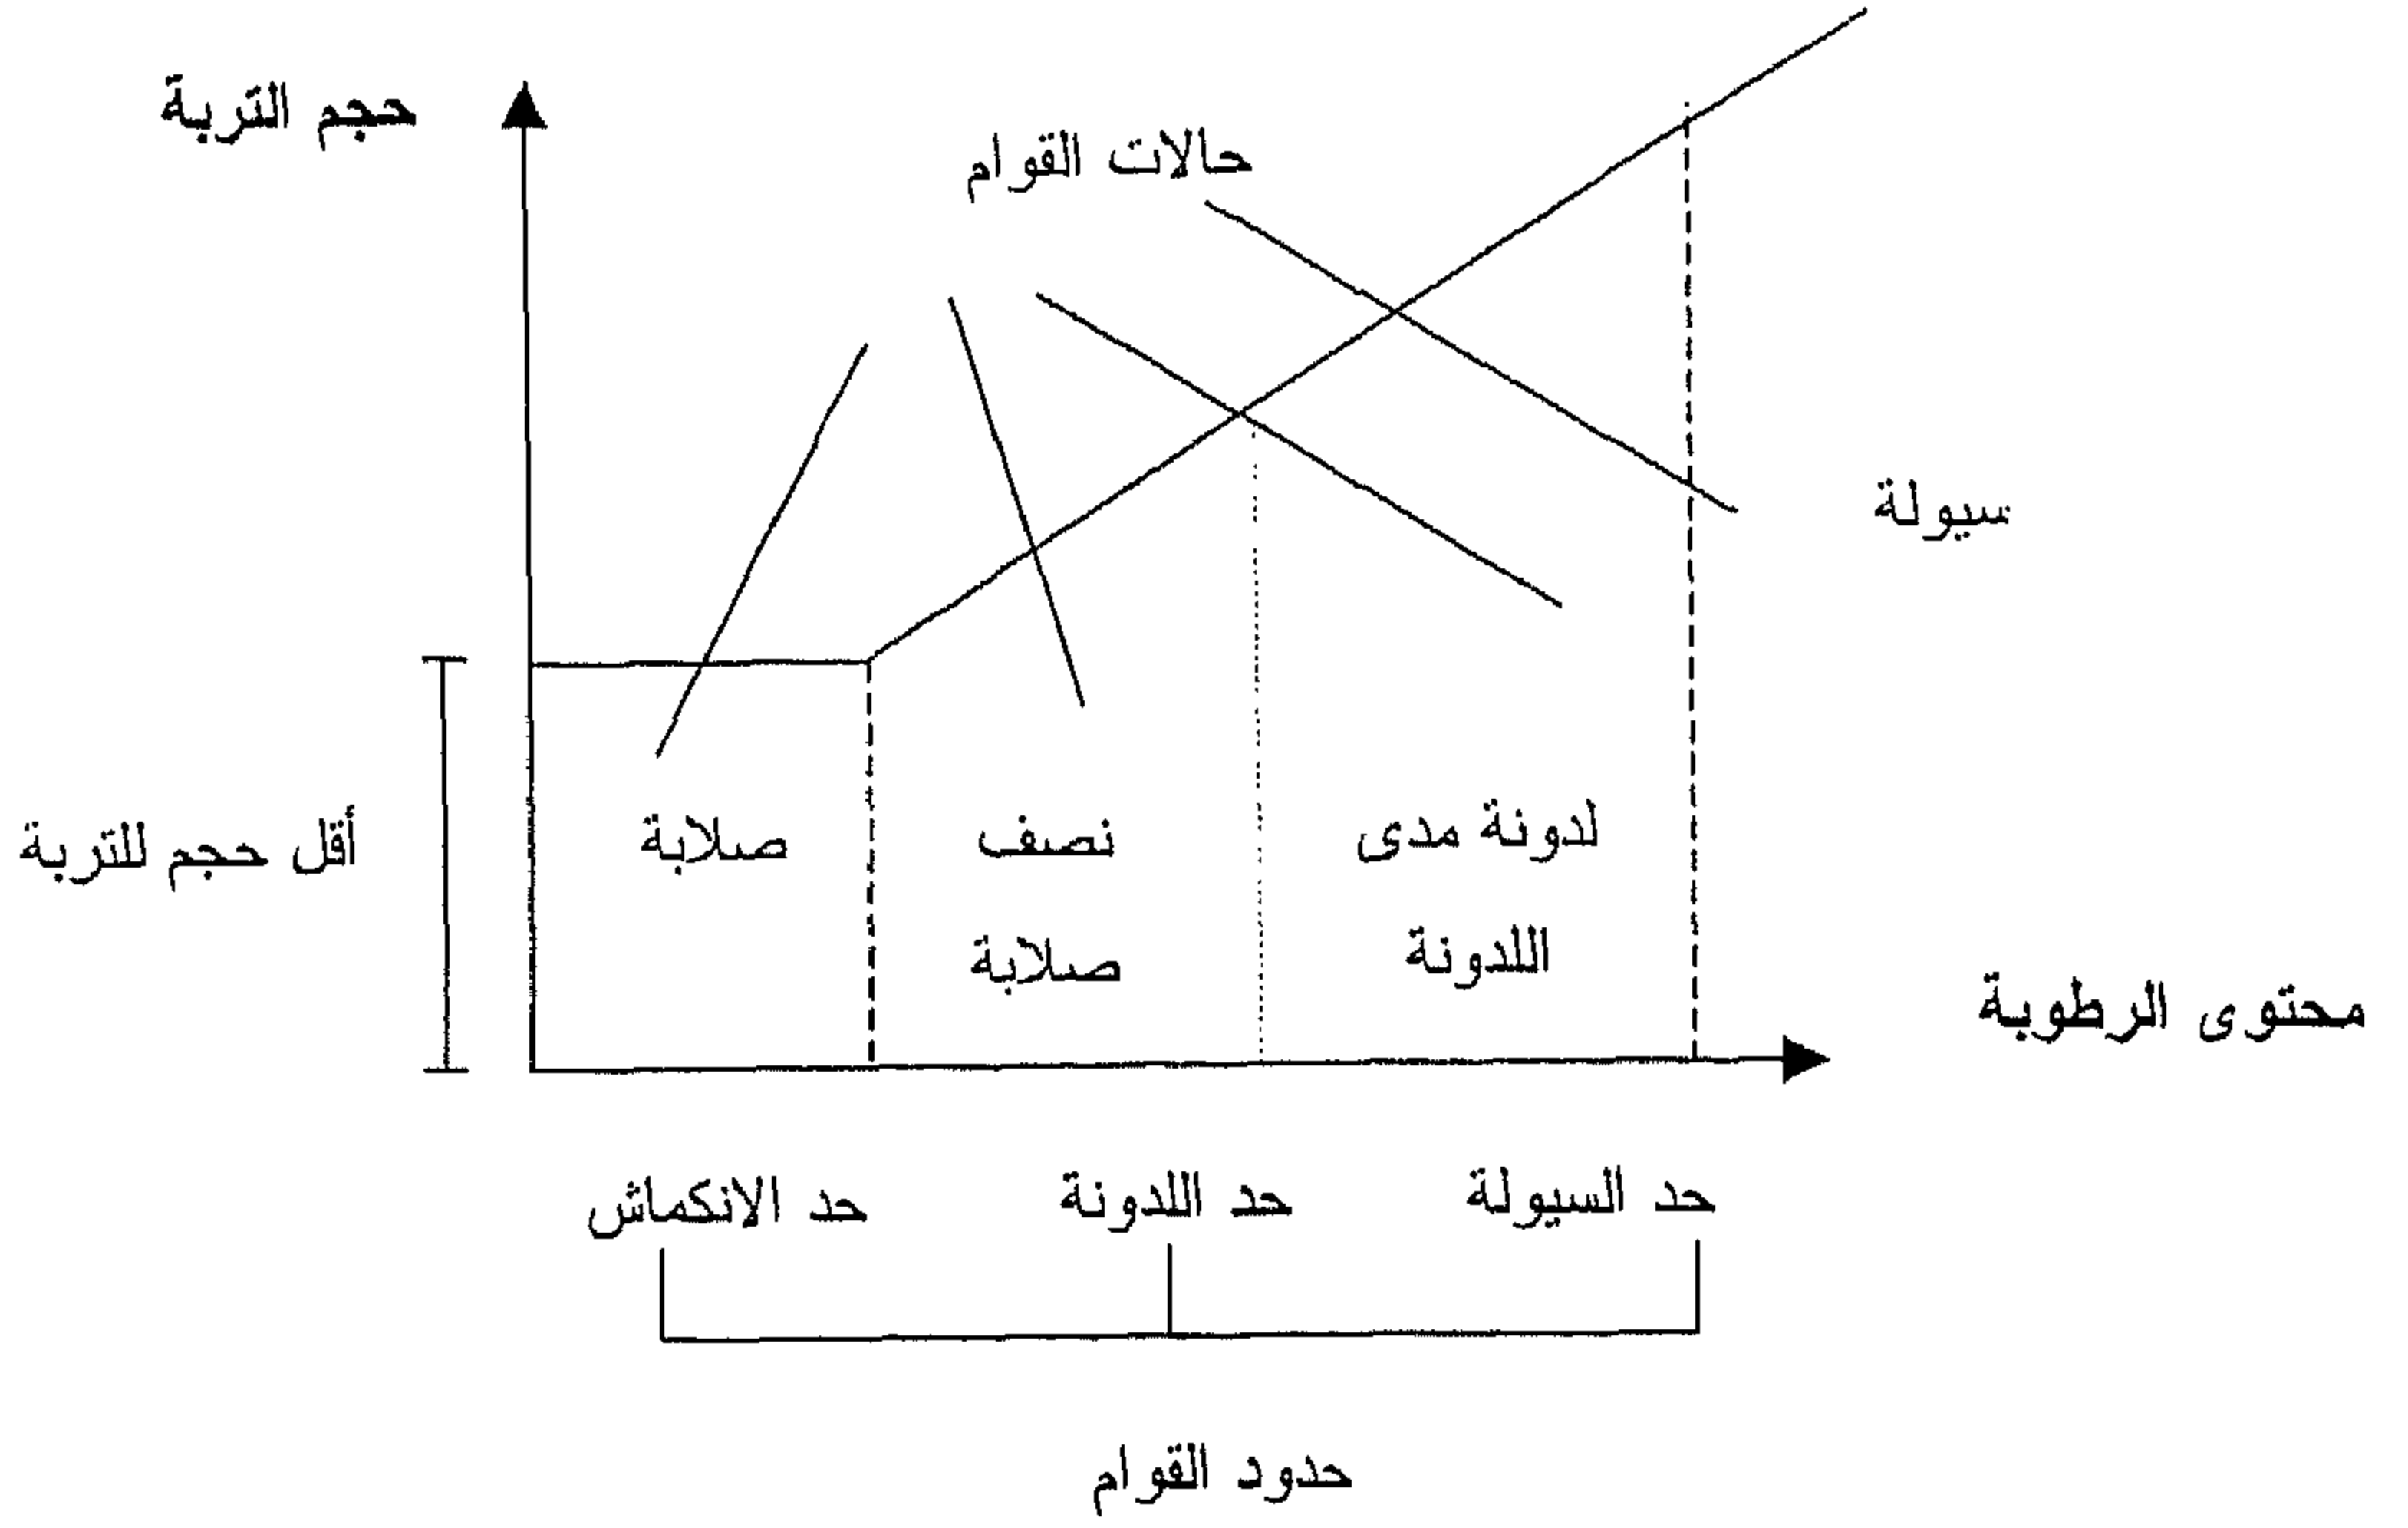 حجم التربة
حالات القوام
سيولة
أقل حجم للتربة
صلابة
نصف
صلابة
لدونة مدى
اللدونة
محتوى الرطوبة
حد الانكماش
حد اللدونة
حد السيولة
حدود القوام